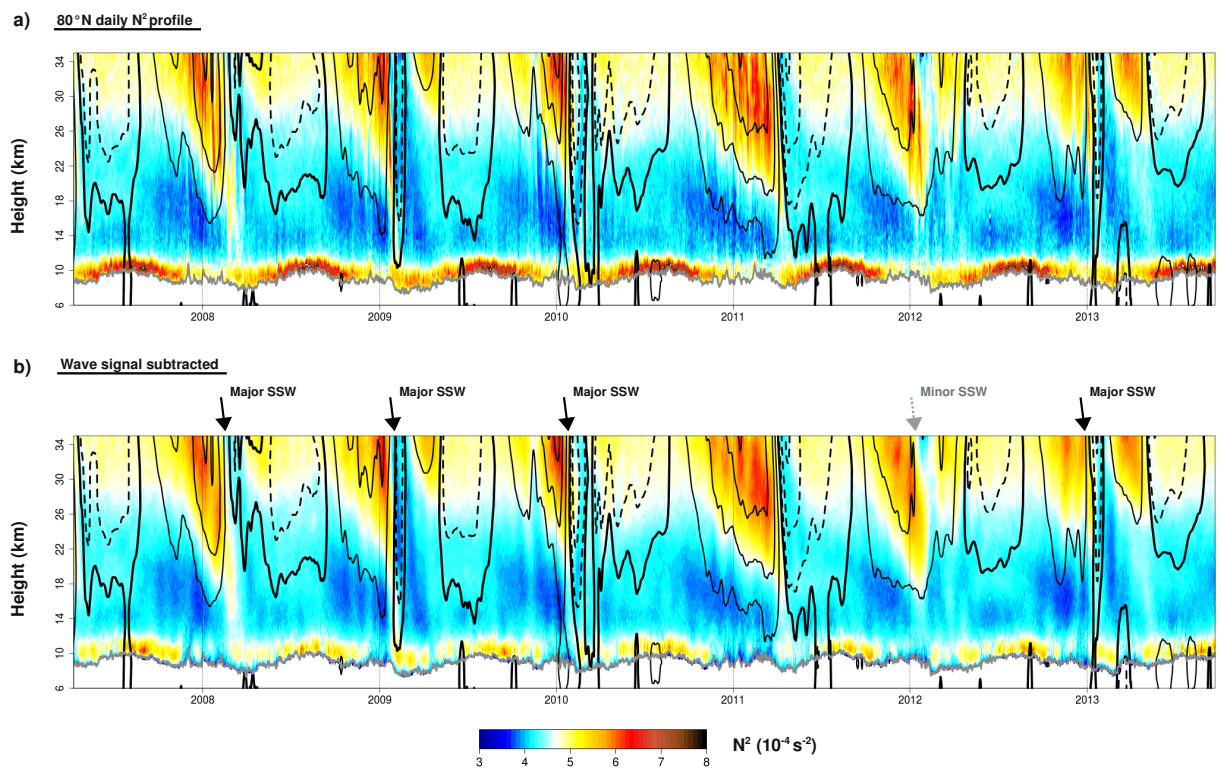 a) 80°N daily N² profile
Height (km)
34
30
26
22
18
14
10
6
2008 2009 2010 2011 2012 2013
b) Wave signal subtracted
Major SSW Major SSW Major SSW Minor SSW Major SSW
Height (km)
34
30
26
22
18
14
10
6
2008 2009 2010 2011 2012 2013
3 4 5 6 7 8
N² (10⁻⁴ s⁻²)